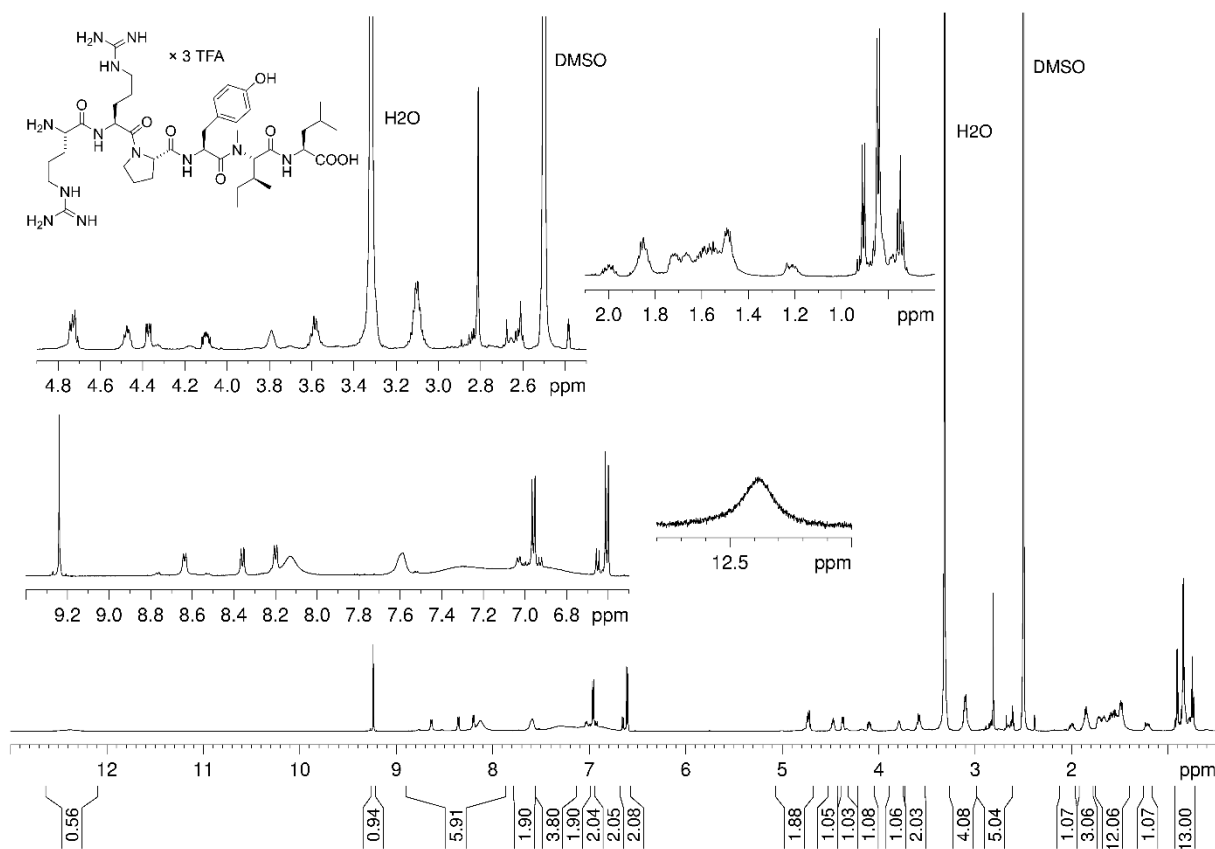 H2N NH
HN
× 3 TFA
OH
H2N
O
N
H
O
N
O
N
H
O
N
O
N
H
COOH
NH
H2N NH
H2O
DMSO
4.8 4.6 4.4 4.2 4.0 3.8 3.6 3.4 3.2 3.0 2.8 2.6 ppm
H2O
DMSO
2.0 1.8 1.6 1.4 1.2 1.0 ppm
9.2 9.0 8.8 8.6 8.4 8.2 8.0 7.8 7.6 7.4 7.2 7.0 6.8 ppm
12.5 ppm
12 11 10 9 8 7 6 5 4 3 2 ppm
0.56 0.94 5.91 1.90 3.80 1.90 2.04 2.05 2.08 1.88 1.05 1.03 1.08 1.06 2.03 4.08 5.04 1.07 3.06 12.06 1.07 13.00